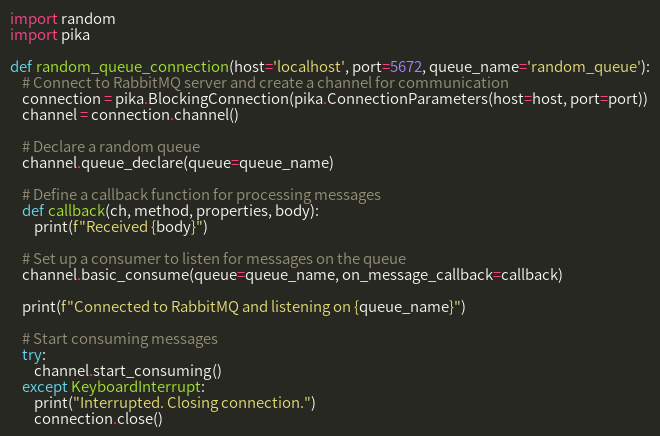 import random
import pika

def random_queue_connection(host='localhost', port=5672, queue_name='random_queue'):
    # Connect to RabbitMQ server and create a channel for communication
    connection = pika.BlockingConnection(pika.ConnectionParameters(host=host, port=port))
    channel = connection.channel()

    # Declare a random queue
    channel.queue_declare(queue=queue_name)

    # Define a callback function for processing messages
    def callback(ch, method, properties, body):
        print(f"Received {body}")

    # Set up a consumer to listen for messages on the queue
    channel.basic_consume(queue=queue_name, on_message_callback=callback)

    print(f"Connected to RabbitMQ and listening on {queue_name}")

    # Start consuming messages
    try:
        channel.start_consuming()
    except KeyboardInterrupt:
        print("Interrupted. Closing connection.")
        connection.close()